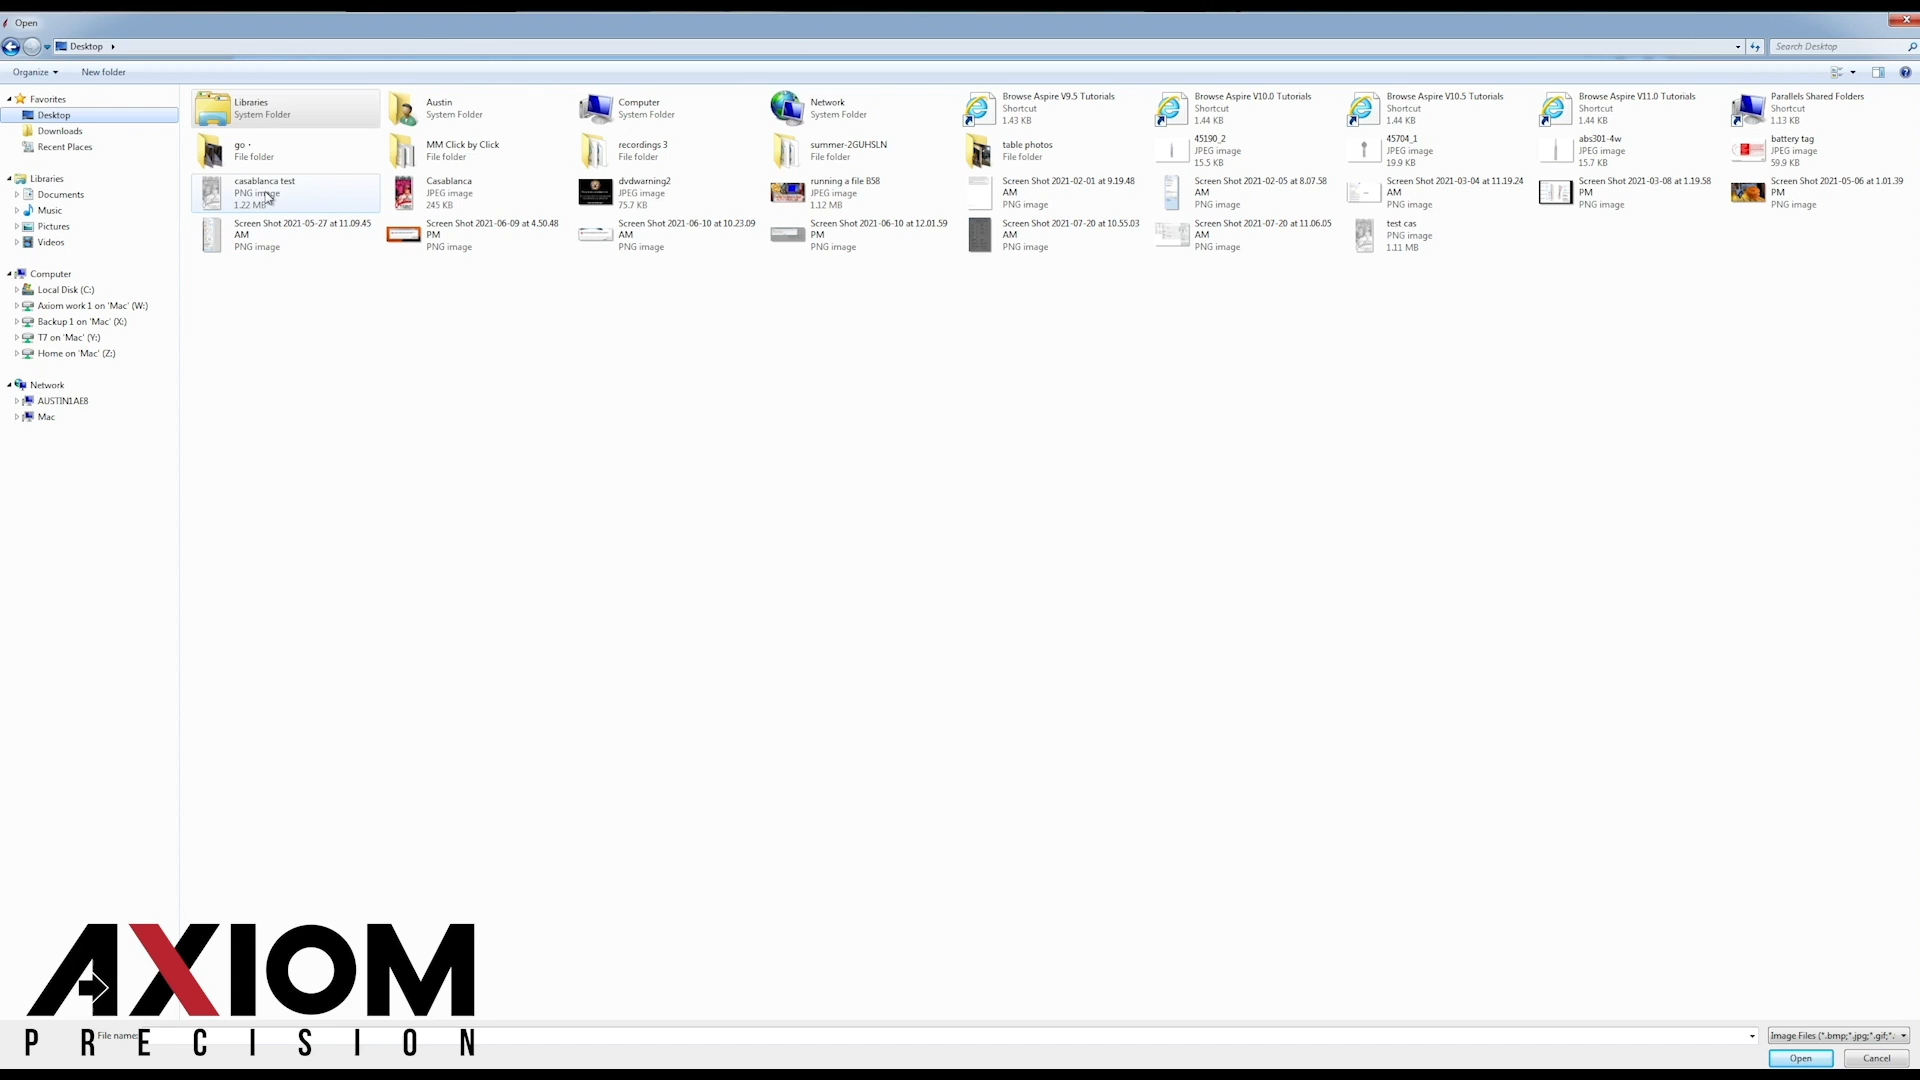 Open
Desktop
Search Desktop
Organize
New folder
Favorites
Desktop
Downloads
Recent Places
Libraries
Documents
Music
Pictures
Videos
Computer
Local Disk (C:)
Axiom work 1 on 'Mac' (W:)
Backup 1 on 'Mac' (X:)
T7 on 'Mac' (Y:)
Home on 'Mac' (Z:)
Network
AUSTIN1AE8
Mac
Libraries
System Folder
Austin
System Folder
Computer
System Folder
Network
System Folder
Browse Aspire V9.5 Tutorials
Shortcut
1.43 KB
Browse Aspire V10.0 Tutorials
Shortcut
1.44 KB
Browse Aspire V10.5 Tutorials
Shortcut
1.44 KB
Browse Aspire V11.0 Tutorials
Shortcut
1.44 KB
Parallels Shared Folders
Shortcut
1.13 KB
go
File folder
MM Click by Click
File folder
recordings 3
File folder
summer-2GUHSLN
File folder
table photos
File folder
45190_2
JPEG image
15.5 KB
45704_1
JPEG image
19.9 KB
abs301-4w
JPEG image
15.7 KB
battery tag
JPEG image
59.9 KB
casablanca test
PNG image
1.22 MB
Casablanca
JPEG image
245 KB
dvdwarning2
JPEG image
75.7 KB
running a file B58
JPEG image
1.12 MB
Screen Shot 2021-02-01 at 9.19.48
AM
PNG image
Screen Shot 2021-02-05 at 8.07.58
AM
PNG image
Screen Shot 2021-03-04 at 11.19.24
AM
PNG image
Screen Shot 2021-03-08 at 1.19.58
PM
PNG image
Screen Shot 2021-05-06 at 1.01.39
PM
PNG image
Screen Shot 2021-05-27 at 11.09.45
AM
PNG image
Screen Shot 2021-06-09 at 4.50.48
PM
PNG image
Screen Shot 2021-06-10 at 10.23.09
AM
PNG image
Screen Shot 2021-06-10 at 12.01.59
PM
PNG image
Screen Shot 2021-07-20 at 10.55.03
AM
PNG image
Screen Shot 2021-07-20 at 11.06.05
AM
PNG image
test cas
PNG image
1.11 MB
AXIOM
PRECISION
File name:
Image Files (*.bmp;*.jpg;*.gif;*.
Open
Cancel